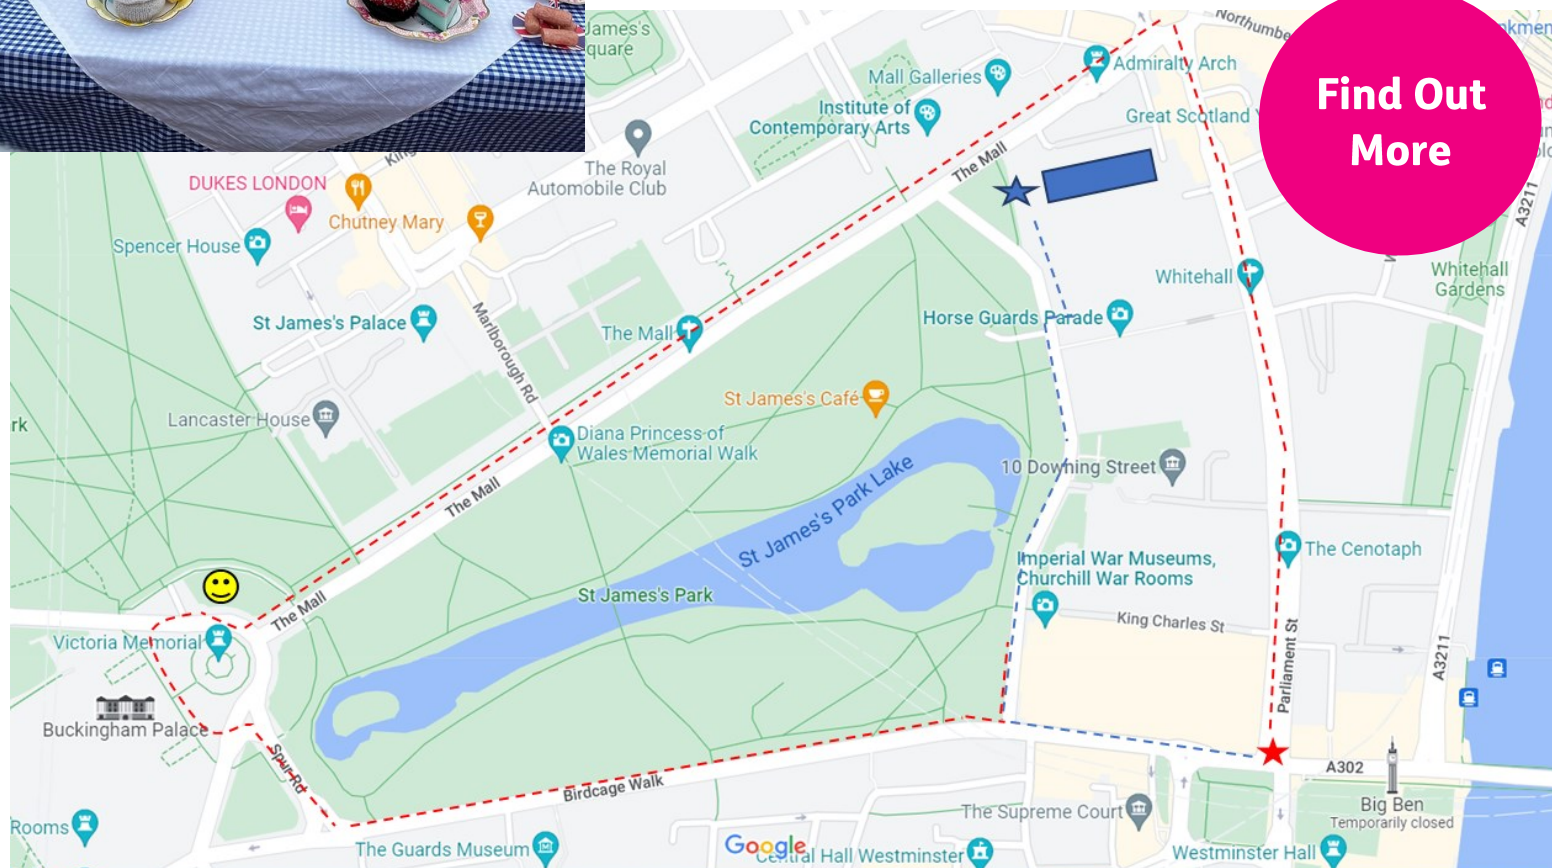 James's
quare
Northumbe
nkmen
Find Out
More
Admiralty Arch
Mall Galleries
Institute of
Contemporary Arts
Great Scotland
The Mall
King
The Royal
Automobile Club
DUKES LONDON
Chutney Mary
Spencer House
A3211
Whitehall
Whitehall
Gardens
St James's Palace
Marlborough Rd
The Mall
Horse Guards Parade
St James's Café
Lancaster House
rk
Diana Princess of
Wales Memorial Walk
10 Downing Street
St James's Park Lake
The Mall
The Cenotaph
Imperial War Museums,
Churchill War Rooms
St James's Park
The Mall
King Charles St
Victoria Memorial
Parliament St
A3211
Buckingham Palace
Spur Rd
Birdcage Walk
A302
Big Ben
Temporarily closed
The Supreme Court
Rooms
The Guards Museum
Google
Central Hall Westminster
Westminster Hall